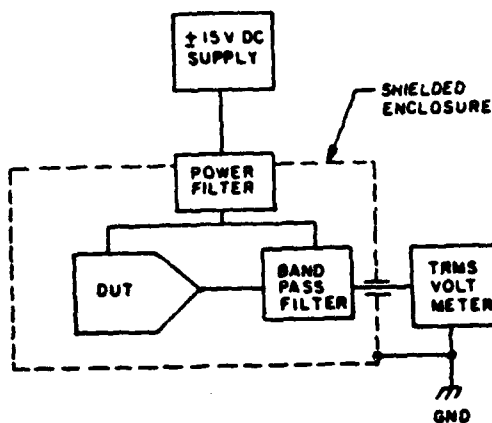 ± 15 V DC
SUPPLY
SHIELDED
ENCLOSURE
POWER
FILTER
DUT
BAND
PASS
FILTER
TRMS
VOLT
METER
GND